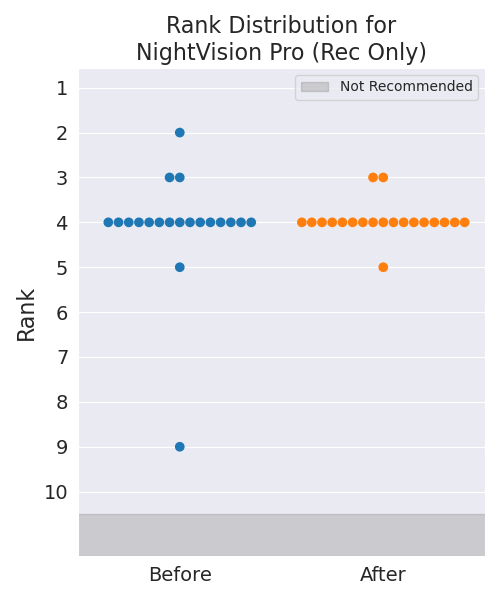 Rank Distribution for
NightVision Pro (Rec Only)
Not Recommended
1
2
3
4
5
6
7
8
9
10
Rank
Before
After